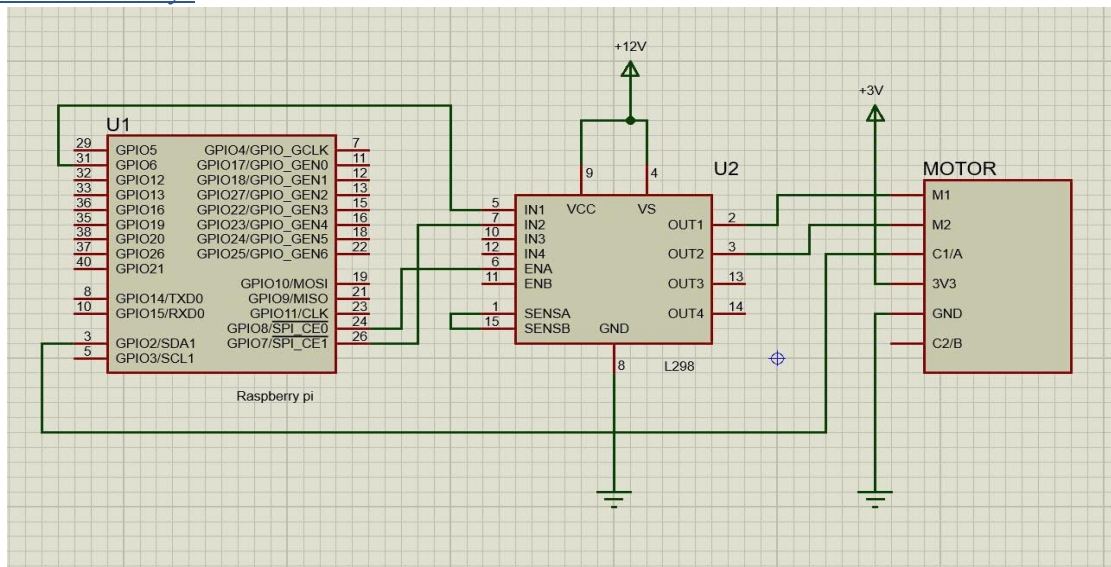 +12V
+3V
U1
29 GPIO5 GPIO4/GPIO_GCLK 7
31 GPIO6 GPIO17/GPIO_GEN0 11
32 GPIO12 GPIO18/GPIO_GEN1 12
33 GPIO13 GPIO27/GPIO_GEN2 13
36 GPIO16 GPIO22/GPIO_GEN3 15
35 GPIO19 GPIO23/GPIO_GEN4 16
38 GPIO20 GPIO24/GPIO_GEN5 18
37 GPIO26 GPIO25/GPIO_GEN6 22
40 GPIO21
GPIO10/MOSI 19
8 GPIO14/TXD0 GPIO9/MISO 21
10 GPIO15/RXD0 GPIO11/CLK 23
GPIO8/SPI_CE0 24
3 GPIO2/SDA1 GPIO7/SPI_CE1 26
5 GPIO3/SCL1
Raspberry pi
U2
9 4
VCC VS
5 IN1
7 IN2 OUT1 2
10 IN3
12 IN4 OUT2 3
6 ENA
11 ENB OUT3 13
1 SENSA OUT4 14
15 SENSB GND
8
L298
MOTOR
M1
M2
C1/A
3V3
GND
C2/B